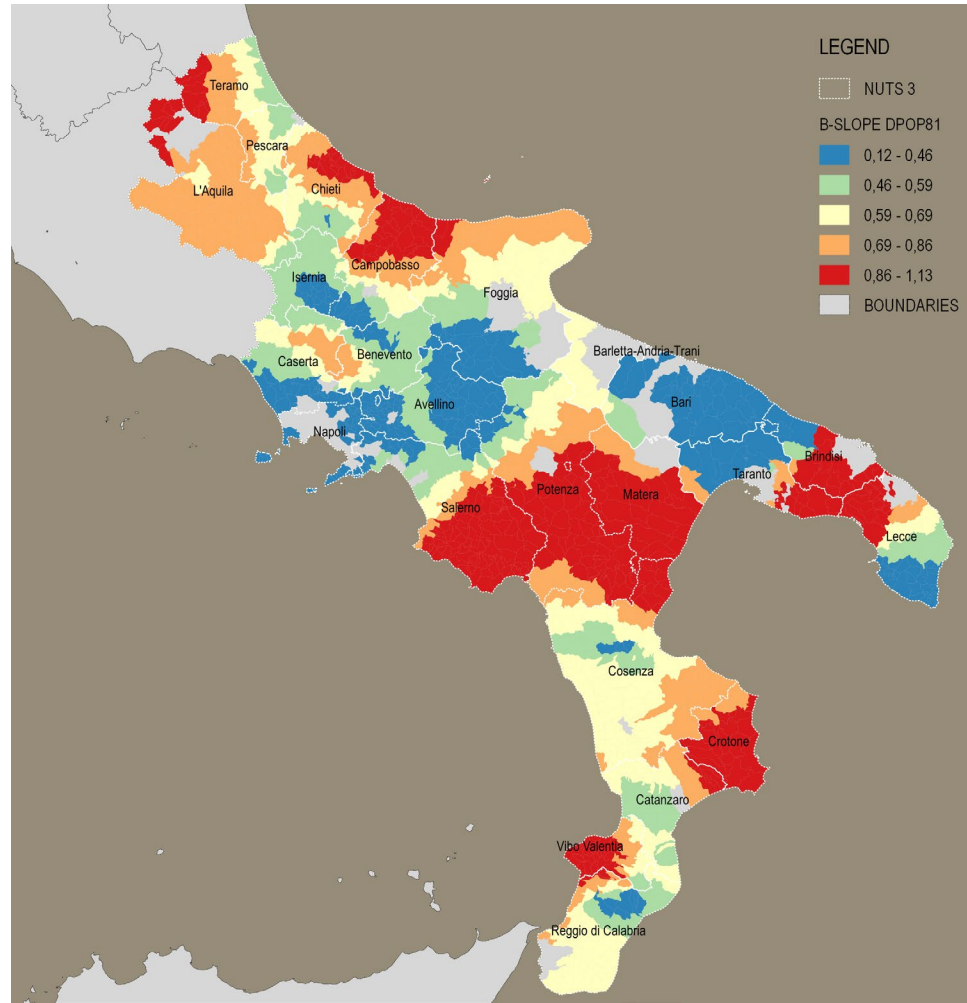 LEGEND
NUTS 3
B-SLOPE DPOP81
0,12 - 0,46
0,46 - 0,59
0,59 - 0,69
0,69 - 0,86
0,86 - 1,13
BOUNDARIES
Teramo
Pescara
L'Aquila
Chieti
Campobasso
Isernia
Foggia
Barletta-Andria-Trani
Benevento
Caserta
Bari
Avellino
Napoli
Brindisi
Taranto
Potenza
Matera
Salerno
Lecce
Cosenza
Crotone
Catanzaro
Vibo Valentia
Reggio di Calabria